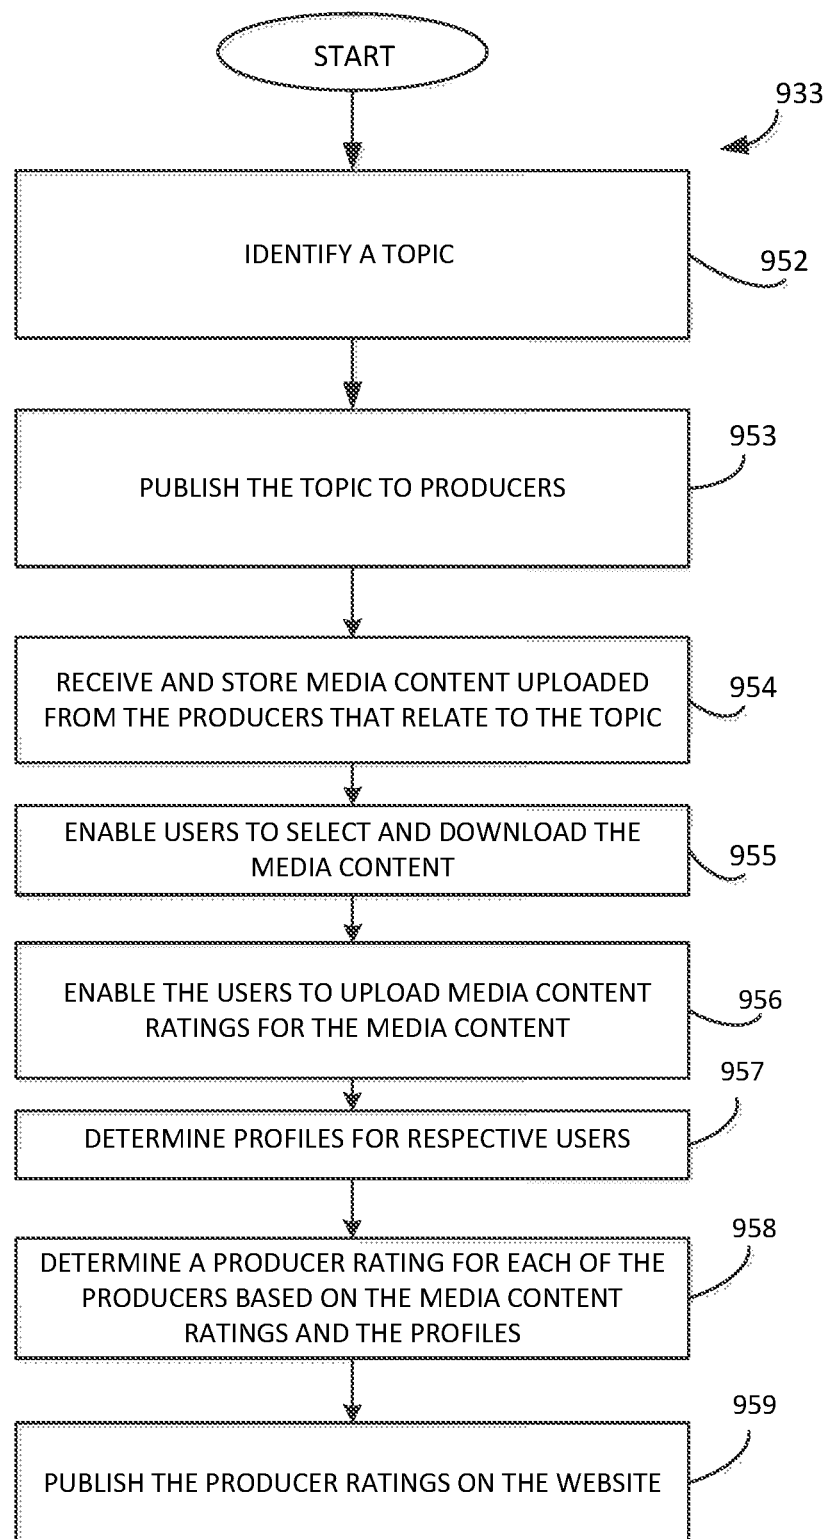 START
933
IDENTIFY A TOPIC
952
PUBLISH THE TOPIC TO PRODUCERS
953
RECEIVE AND STORE MEDIA CONTENT UPLOADED
FROM THE PRODUCERS THAT RELATE TO THE TOPIC
954
ENABLE USERS TO SELECT AND DOWNLOAD THE
MEDIA CONTENT
955
ENABLE THE USERS TO UPLOAD MEDIA CONTENT
RATINGS FOR THE MEDIA CONTENT
956
957
DETERMINE PROFILES FOR RESPECTIVE USERS
958
DETERMINE A PRODUCER RATING FOR EACH OF THE
PRODUCERS BASED ON THE MEDIA CONTENT
RATINGS AND THE PROFILES
959
PUBLISH THE PRODUCER RATINGS ON THE WEBSITE